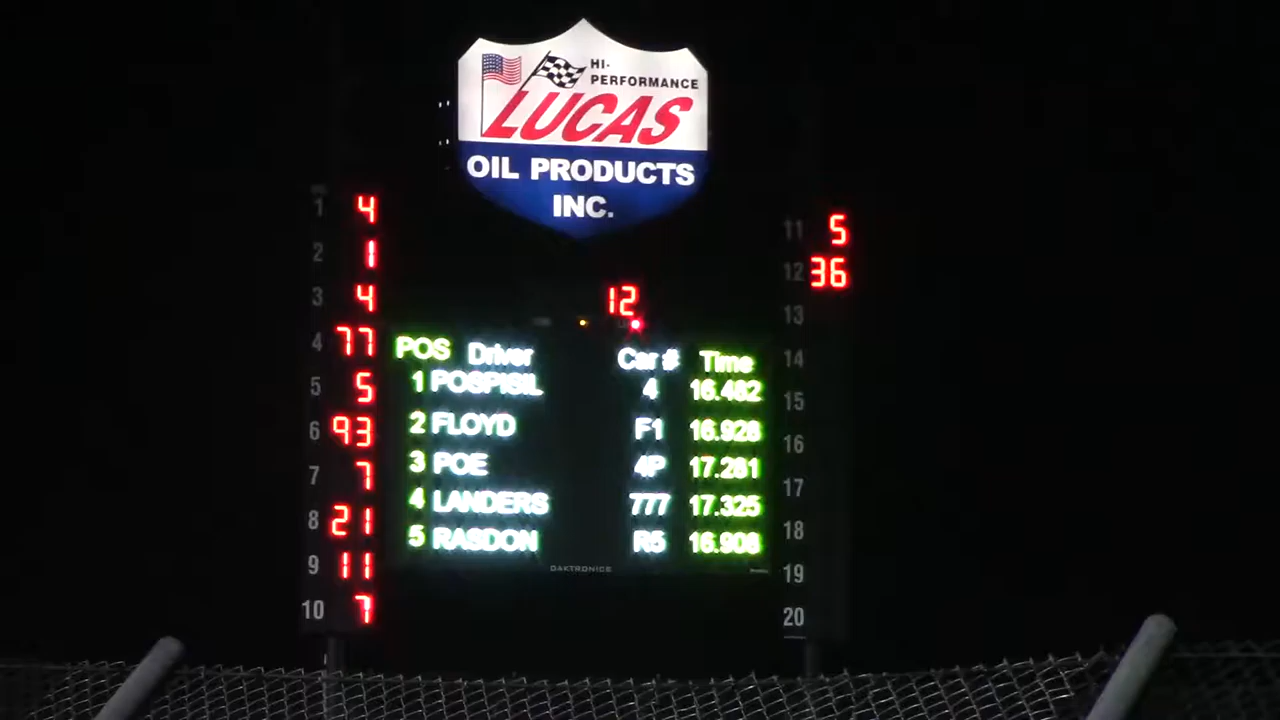 HI-
PERFORMANCE
LUCAS
OIL PRODUCTS
INC.
1 4
2 1
3 4
4 77
5 5
6 93
7 7
8 21
9 11
10 7
12
POS Driver Car # Time
1 POSPISIL 4 16.482
2 FLOYD F1 16.928
3 POE 4P 17.281
4 LANDERS 777 17.325
5 RASDON R5 16.908
DAKTRONICS
11 5
12 36
13
14
15
16
17
18
19
20